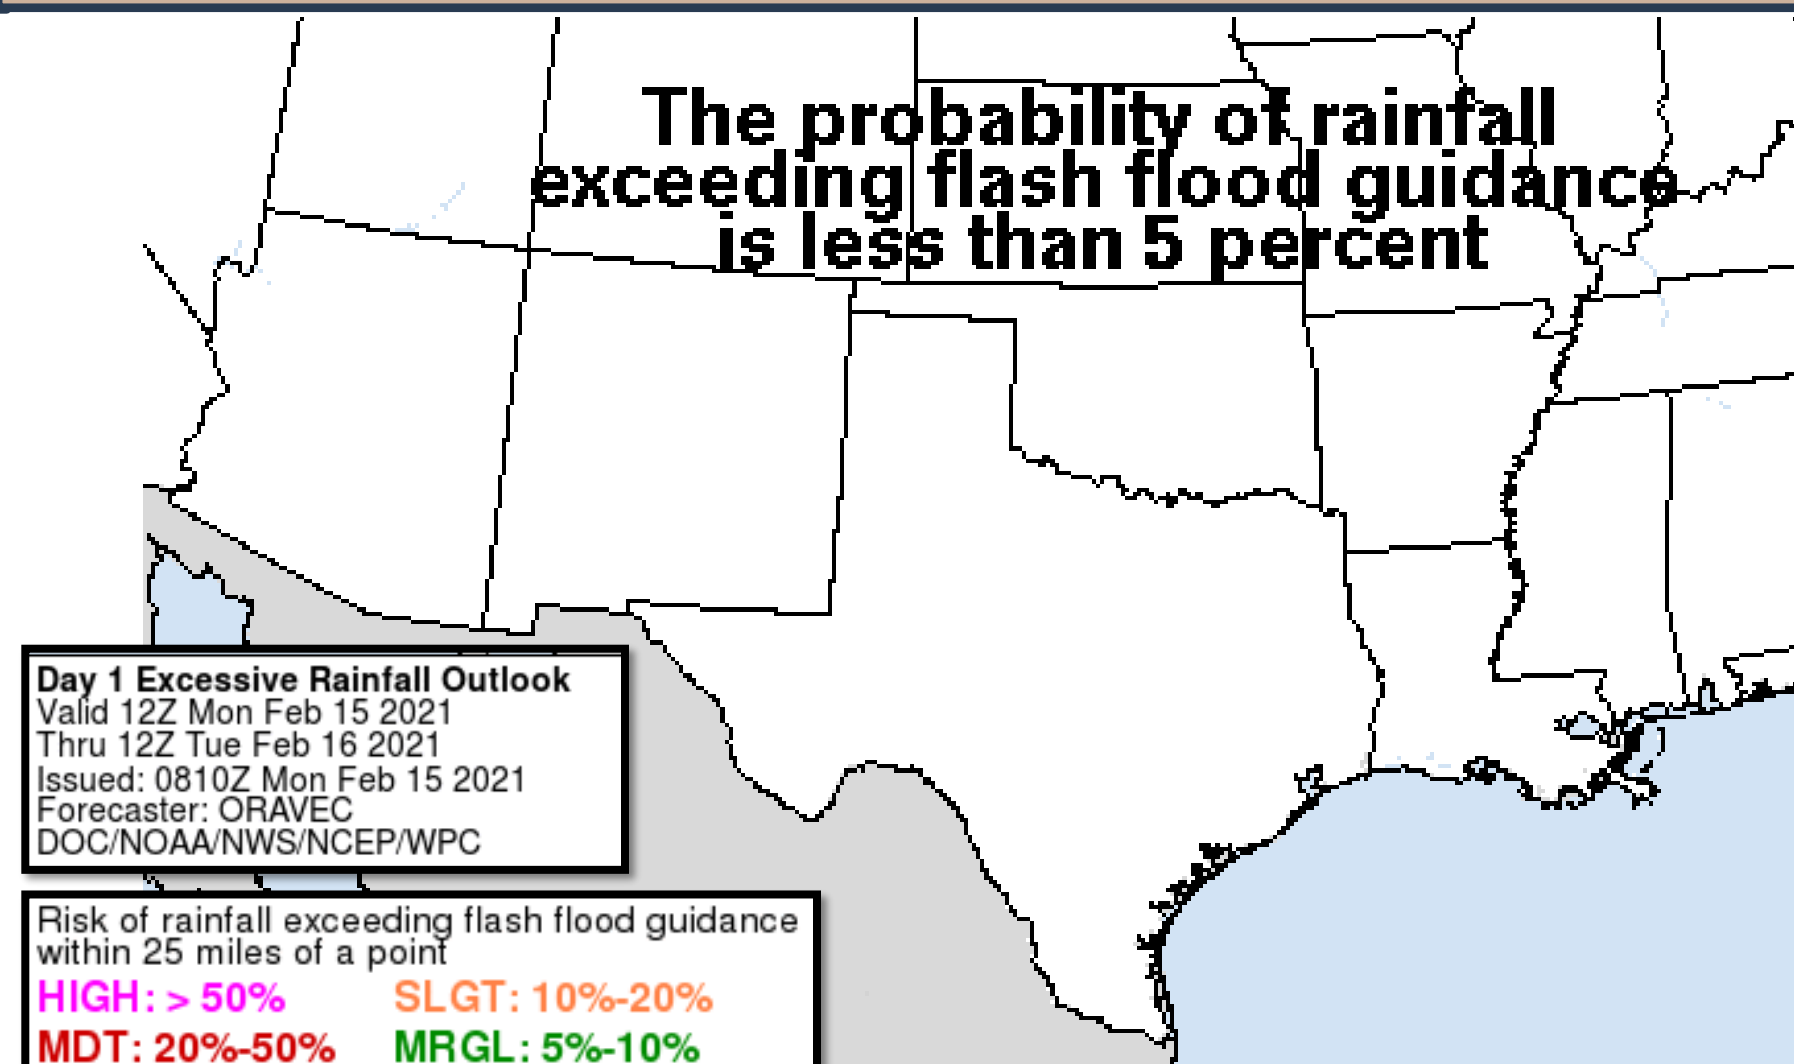 The probability of rainfall
exceeding flash flood guidance
is less than 5 percent
Day 1 Excessive Rainfall Outlook
Valid 12Z Mon Feb 15 2021
Thru 12Z Tue Feb 16 2021
Issued: 0810Z Mon Feb 15 2021
Forecaster: ORAVEC
DOC/NOAA/NWS/NCEP/WPC
Risk of rainfall exceeding flash flood guidance
within 25 miles of a point
HIGH: > 50% SLGT: 10%-20%
MDT: 20%-50% MRGL: 5%-10%